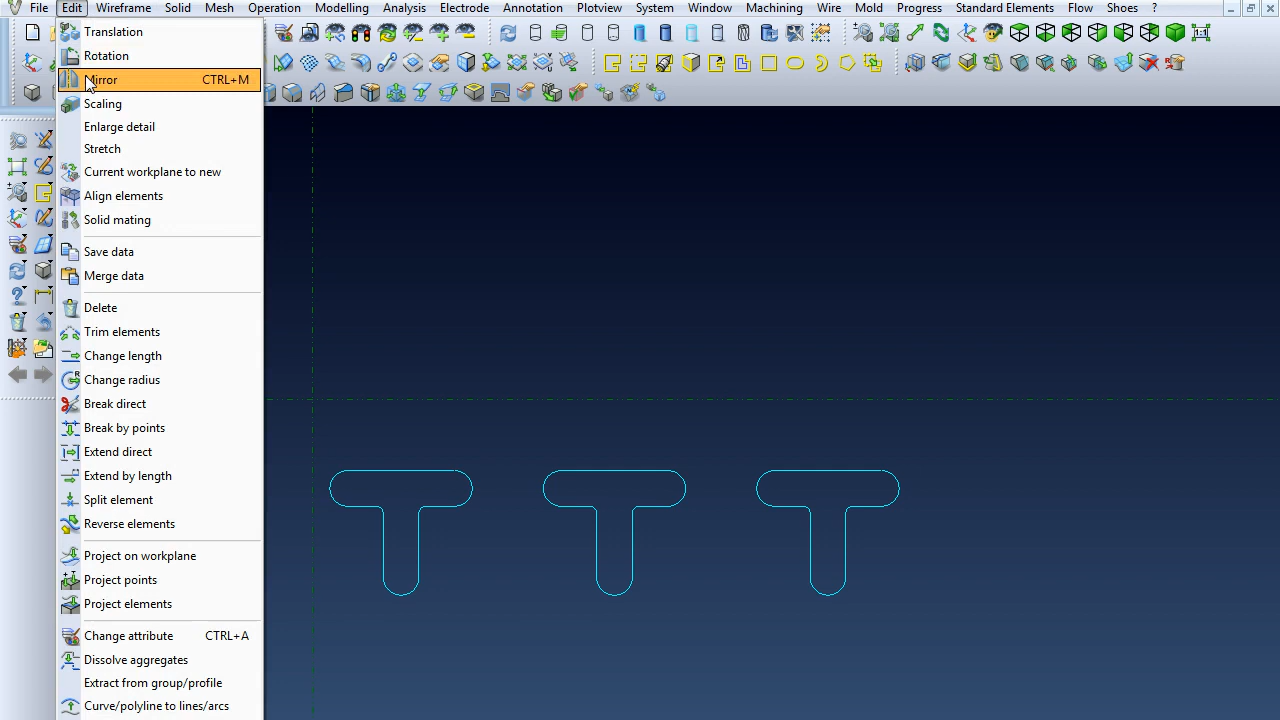 File Edit Wireframe Solid Mesh Operation Modelling Analysis Electrode Annotation Plotview System Window Machining Wire Mold Progress Standard Elements Flow Shoes ?
Translation
Rotation
Mirror CTRL+M
Scaling
Enlarge detail
Stretch
Current workplane to new
Align elements
Solid mating
Save data
Merge data
Delete
Trim elements
Change length
Change radius
Break direct
Break by points
Extend direct
Extend by length
Split element
Reverse elements
Project on workplane
Project points
Project elements
Change attribute CTRL+A
Dissolve aggregates
Extract from group/profile
Curve/polyline to lines/arcs